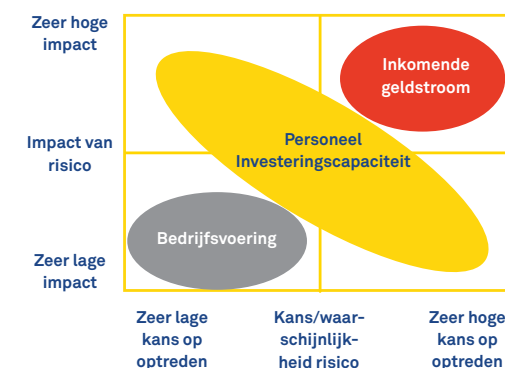 Zeer hoge
impact
Inkomende
geldstroom
Impact van
risico
Personeel
Investeringscapaciteit
Bedrijfsvoering
Zeer lage
impact
Zeer lage
kans op
optreden
Kans/waar-
schijnlijk-
heid risico
Zeer hoge
kans op
optreden